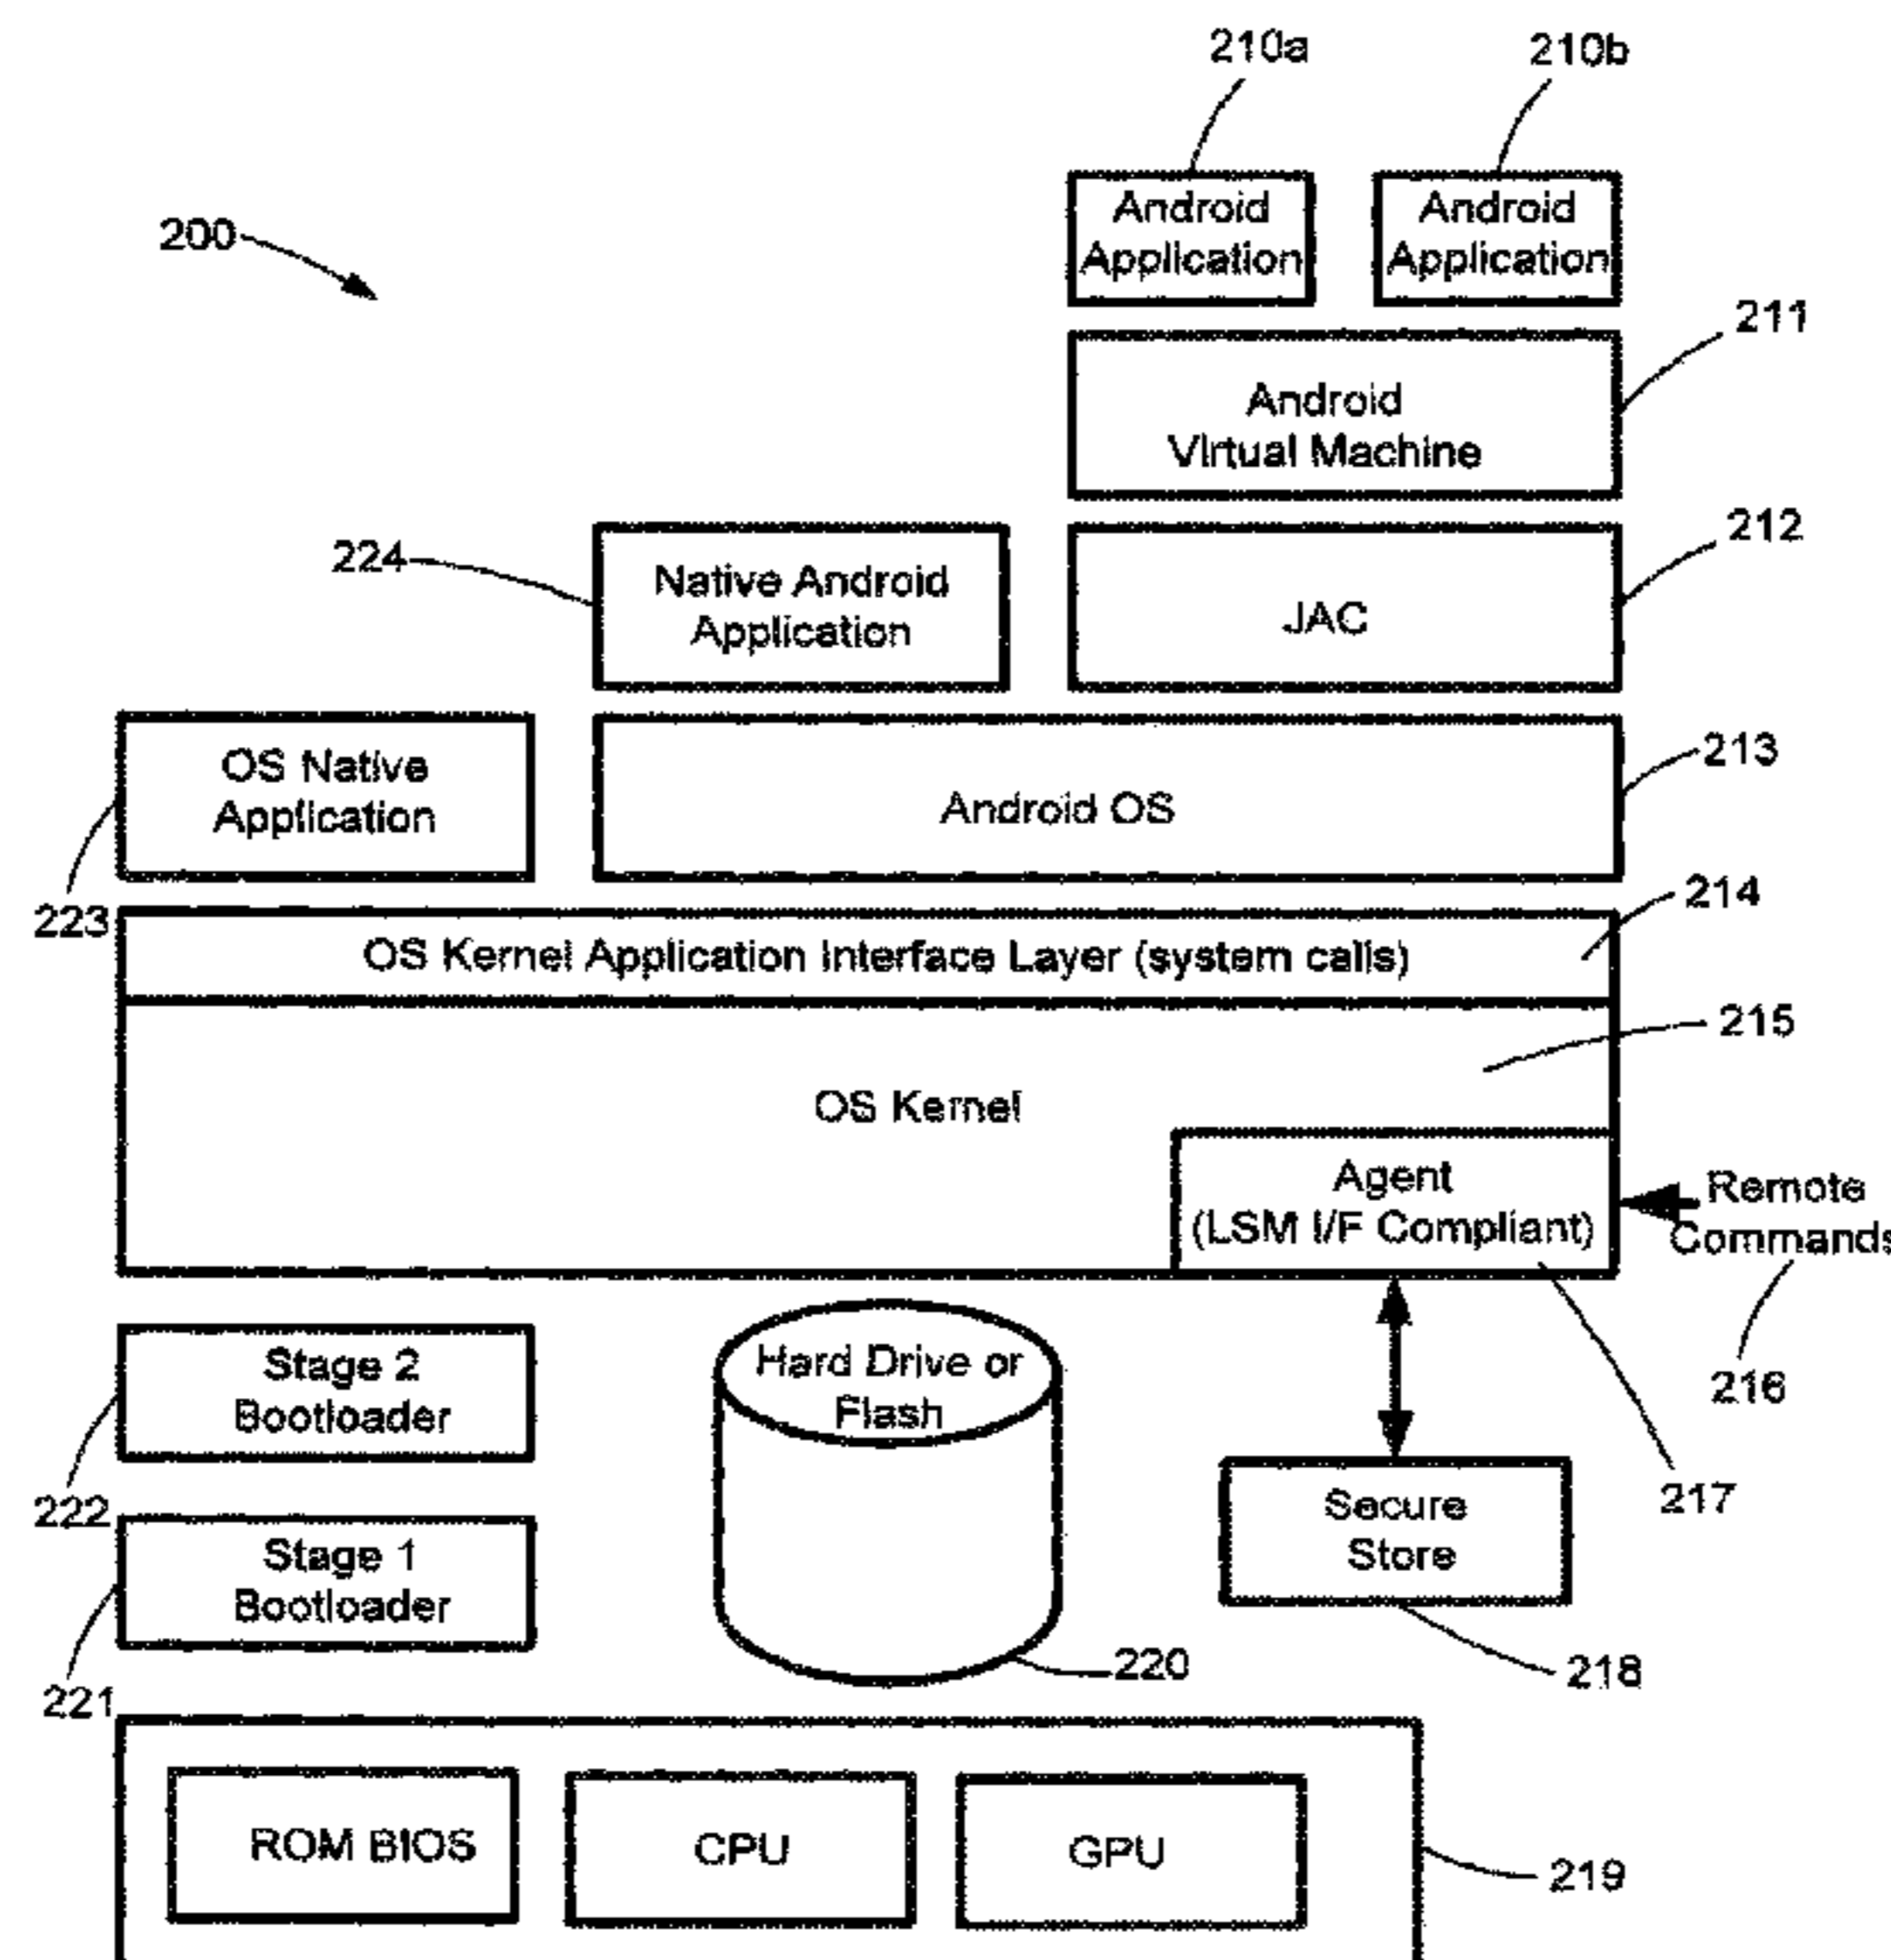 210a
210b
200
Android
Application
Android
Application
211
Android
Virtual Machine
212
224
Native Android
Application
JAC
OS Native
Application
213
Android OS
223
214
OS Kernel Application Interface Layer (system calls)
215
OS Kernel
Agent
(LSM I/F Compliant)
Remote
Commands
216
Stage 2
Bootloader
Hard Drive or
Flash
222
217
Secure
Store
Stage 1
Bootloader
220
218
221
ROM BIOS
CPU
GPU
219